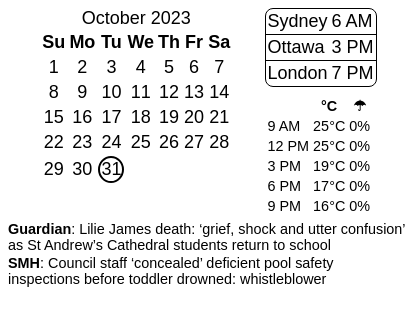 October 2023
Su Mo Tu We Th Fr Sa
1 2 3 4 5 6 7
8 9 10 11 12 13 14
15 16 17 18 19 20 21
22 23 24 25 26 27 28
29 30 31
Sydney 6 AM
Ottawa 3 PM
London 7 PM
°C ☂
9 AM 25°C 0%
12 PM 25°C 0%
3 PM 19°C 0%
6 PM 17°C 0%
9 PM 16°C 0%
Guardian: Lilie James death: ‘grief, shock and utter confusion’
as St Andrew’s Cathedral students return to school
SMH: Council staff ‘concealed’ deficient pool safety
inspections before toddler drowned: whistleblower